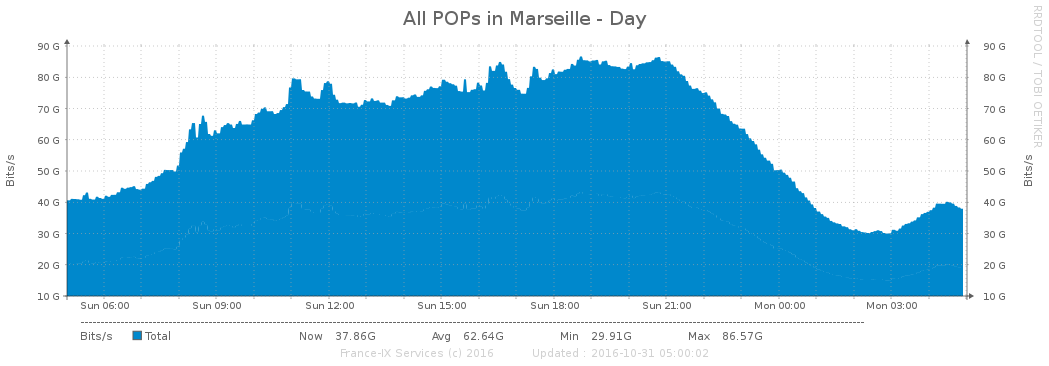 All POPs in Marseille - Day
RRDTOOL / TOBI OETIKER
Bits/s
90 G
80 G
70 G
60 G
50 G
40 G
30 G
20 G
10 G
90 G
80 G
70 G
60 G
50 G
40 G
30 G
20 G
10 G
Bits/s
Sun 06:00 Sun 09:00 Sun 12:00 Sun 15:00 Sun 18:00 Sun 21:00 Mon 00:00 Mon 03:00
Bits/s Total Now 37.86G Avg 62.64G Min 29.91G Max 86.57G
France-IX Services (c) 2016 Updated : 2016-10-31 05:00:02